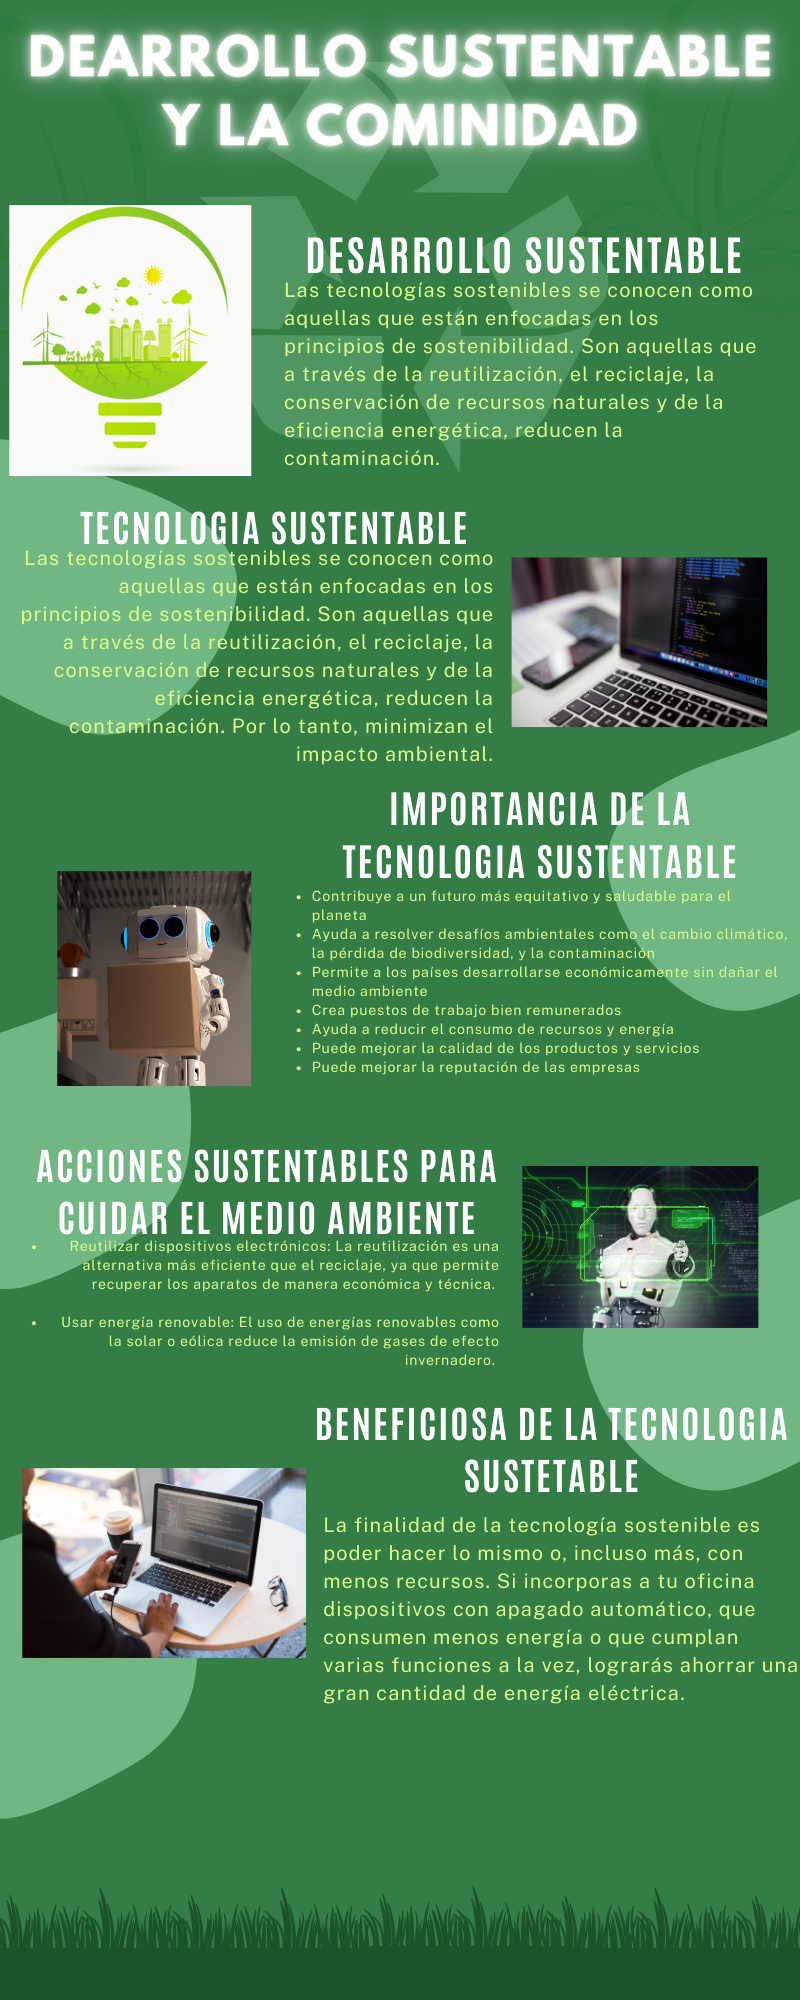 DEARROLLO SUSTENTABLE
Y LA COMINIDAD
DESARROLLO SUSTENTABLE
Las tecnologías sostenibles se conocen como
aquellas que están enfocadas en los
principios de sostenibilidad. Son aquellas que
a través de la reutilización, el reciclaje, la
conservación de recursos naturales y de la
eficiencia energética, reducen la
contaminación.
TECNOLOGIA SUSTENTABLE
Las tecnologías sostenibles se conocen como
aquellas que están enfocadas en los
principios de sostenibilidad. Son aquellas que
a través de la reutilización, el reciclaje, la
conservación de recursos naturales y de la
eficiencia energética, reducen la
contaminación. Por lo tanto, minimizan el
impacto ambiental.
IMPORTANCIA DE LA
TECNOLOGIA SUSTENTABLE
• Contribuye a un futuro más equitativo y saludable para el
planeta
• Ayuda a resolver desafíos ambientales como el cambio climático,
la pérdida de biodiversidad, y la contaminación
• Permite a los países desarrollarse económicamente sin dañar el
medio ambiente
• Crea puestos de trabajo bien remunerados
• Ayuda a reducir el consumo de recursos y energía
• Puede mejorar la calidad de los productos y servicios
• Puede mejorar la reputación de las empresas
ACCIONES SUSTENTABLES PARA
CUIDAR EL MEDIO AMBIENTE
• Reutilizar dispositivos electrónicos: La reutilización es una
alternativa más eficiente que el reciclaje, ya que permite
recuperar los aparatos de manera económica y técnica.
• Usar energía renovable: El uso de energías renovables como
la solar o eólica reduce la emisión de gases de efecto
invernadero.
BENEFICIOSA DE LA TECNOLOGIA
SUSTETABLE
La finalidad de la tecnología sostenible es
poder hacer lo mismo o, incluso más, con
menos recursos. Si incorporas a tu oficina
dispositivos con apagado automático, que
consumen menos energía o que cumplan
varias funciones a la vez, lograrás ahorrar una
gran cantidad de energía eléctrica.